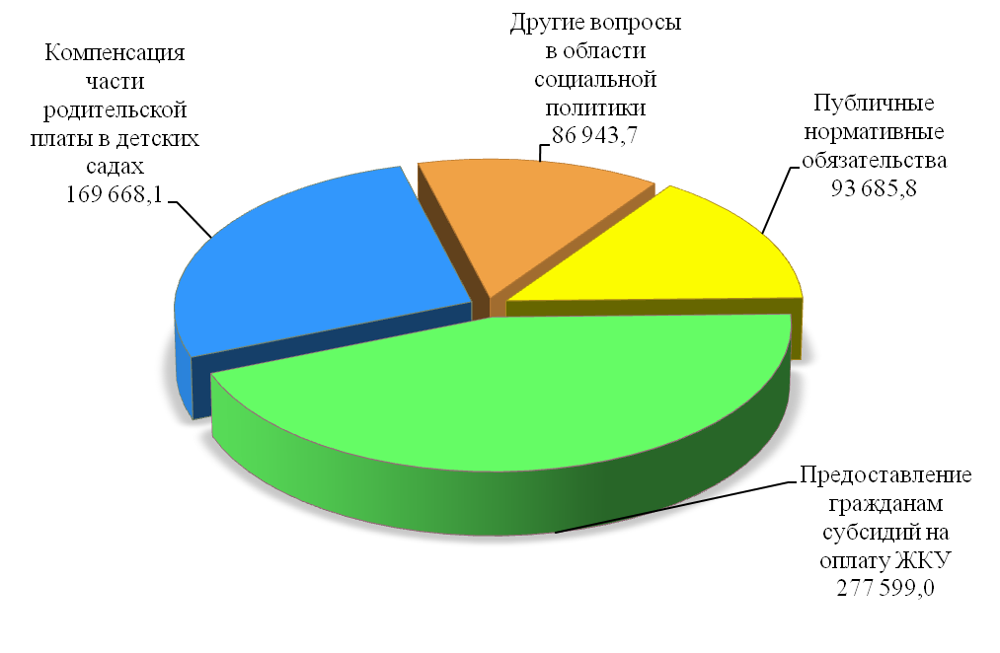 Компенсация
части
родительской
платы в детских
садах
169 668,1
Другие вопросы
в области
социальной
политики
86 943,7
Публичные
нормативные
обязательства
93 685,8
Предоставление
гражданам
субсидий на
оплату ЖКУ
277 599,0